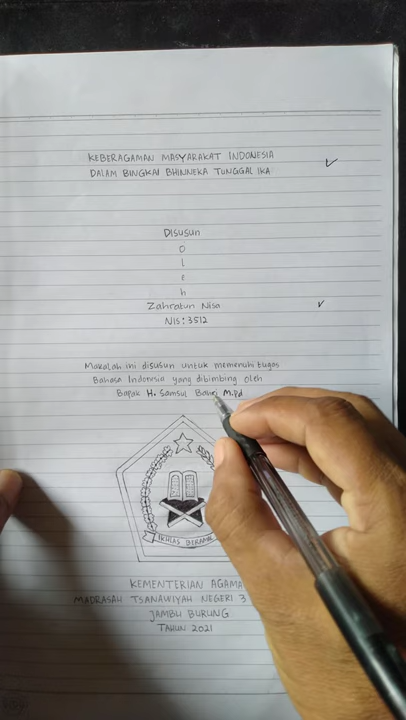 KEBERAGAMAN MASYARAKAT INDONESIA
DALAM BINGKAI BHINNEKA TUNGGAL IKA
Disusun
O
l
e
h
Zahratun Nisa
NIS: 3512
Makalah ini disusun untuk memenuhi tugas
Bahasa Indonesia yang dibimbing oleh
Bapak H. Samsul Bahri M.Pd
IKHLAS
KEMENTERIAN AGAMA
MADRASAH TSANAWIYAH NEGERI 3
JAMBU BURUNG
TAHUN 2021